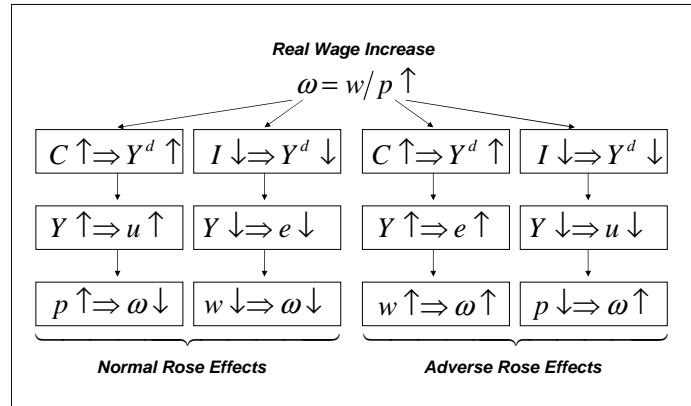 Real Wage Increase
ω = w/p ↑
C ↑⇒ Y^d ↑ I ↓⇒ Y^d ↓ C ↑⇒ Y^d ↑ I ↓⇒ Y^d ↓
Y ↑⇒ u ↑ Y ↓⇒ e ↓ Y ↑⇒ e ↑ Y ↓⇒ u ↓
p ↑⇒ ω ↓ w ↓⇒ ω ↓ w ↑⇒ ω ↑ p ↓⇒ ω ↑
Normal Rose Effects Adverse Rose Effects